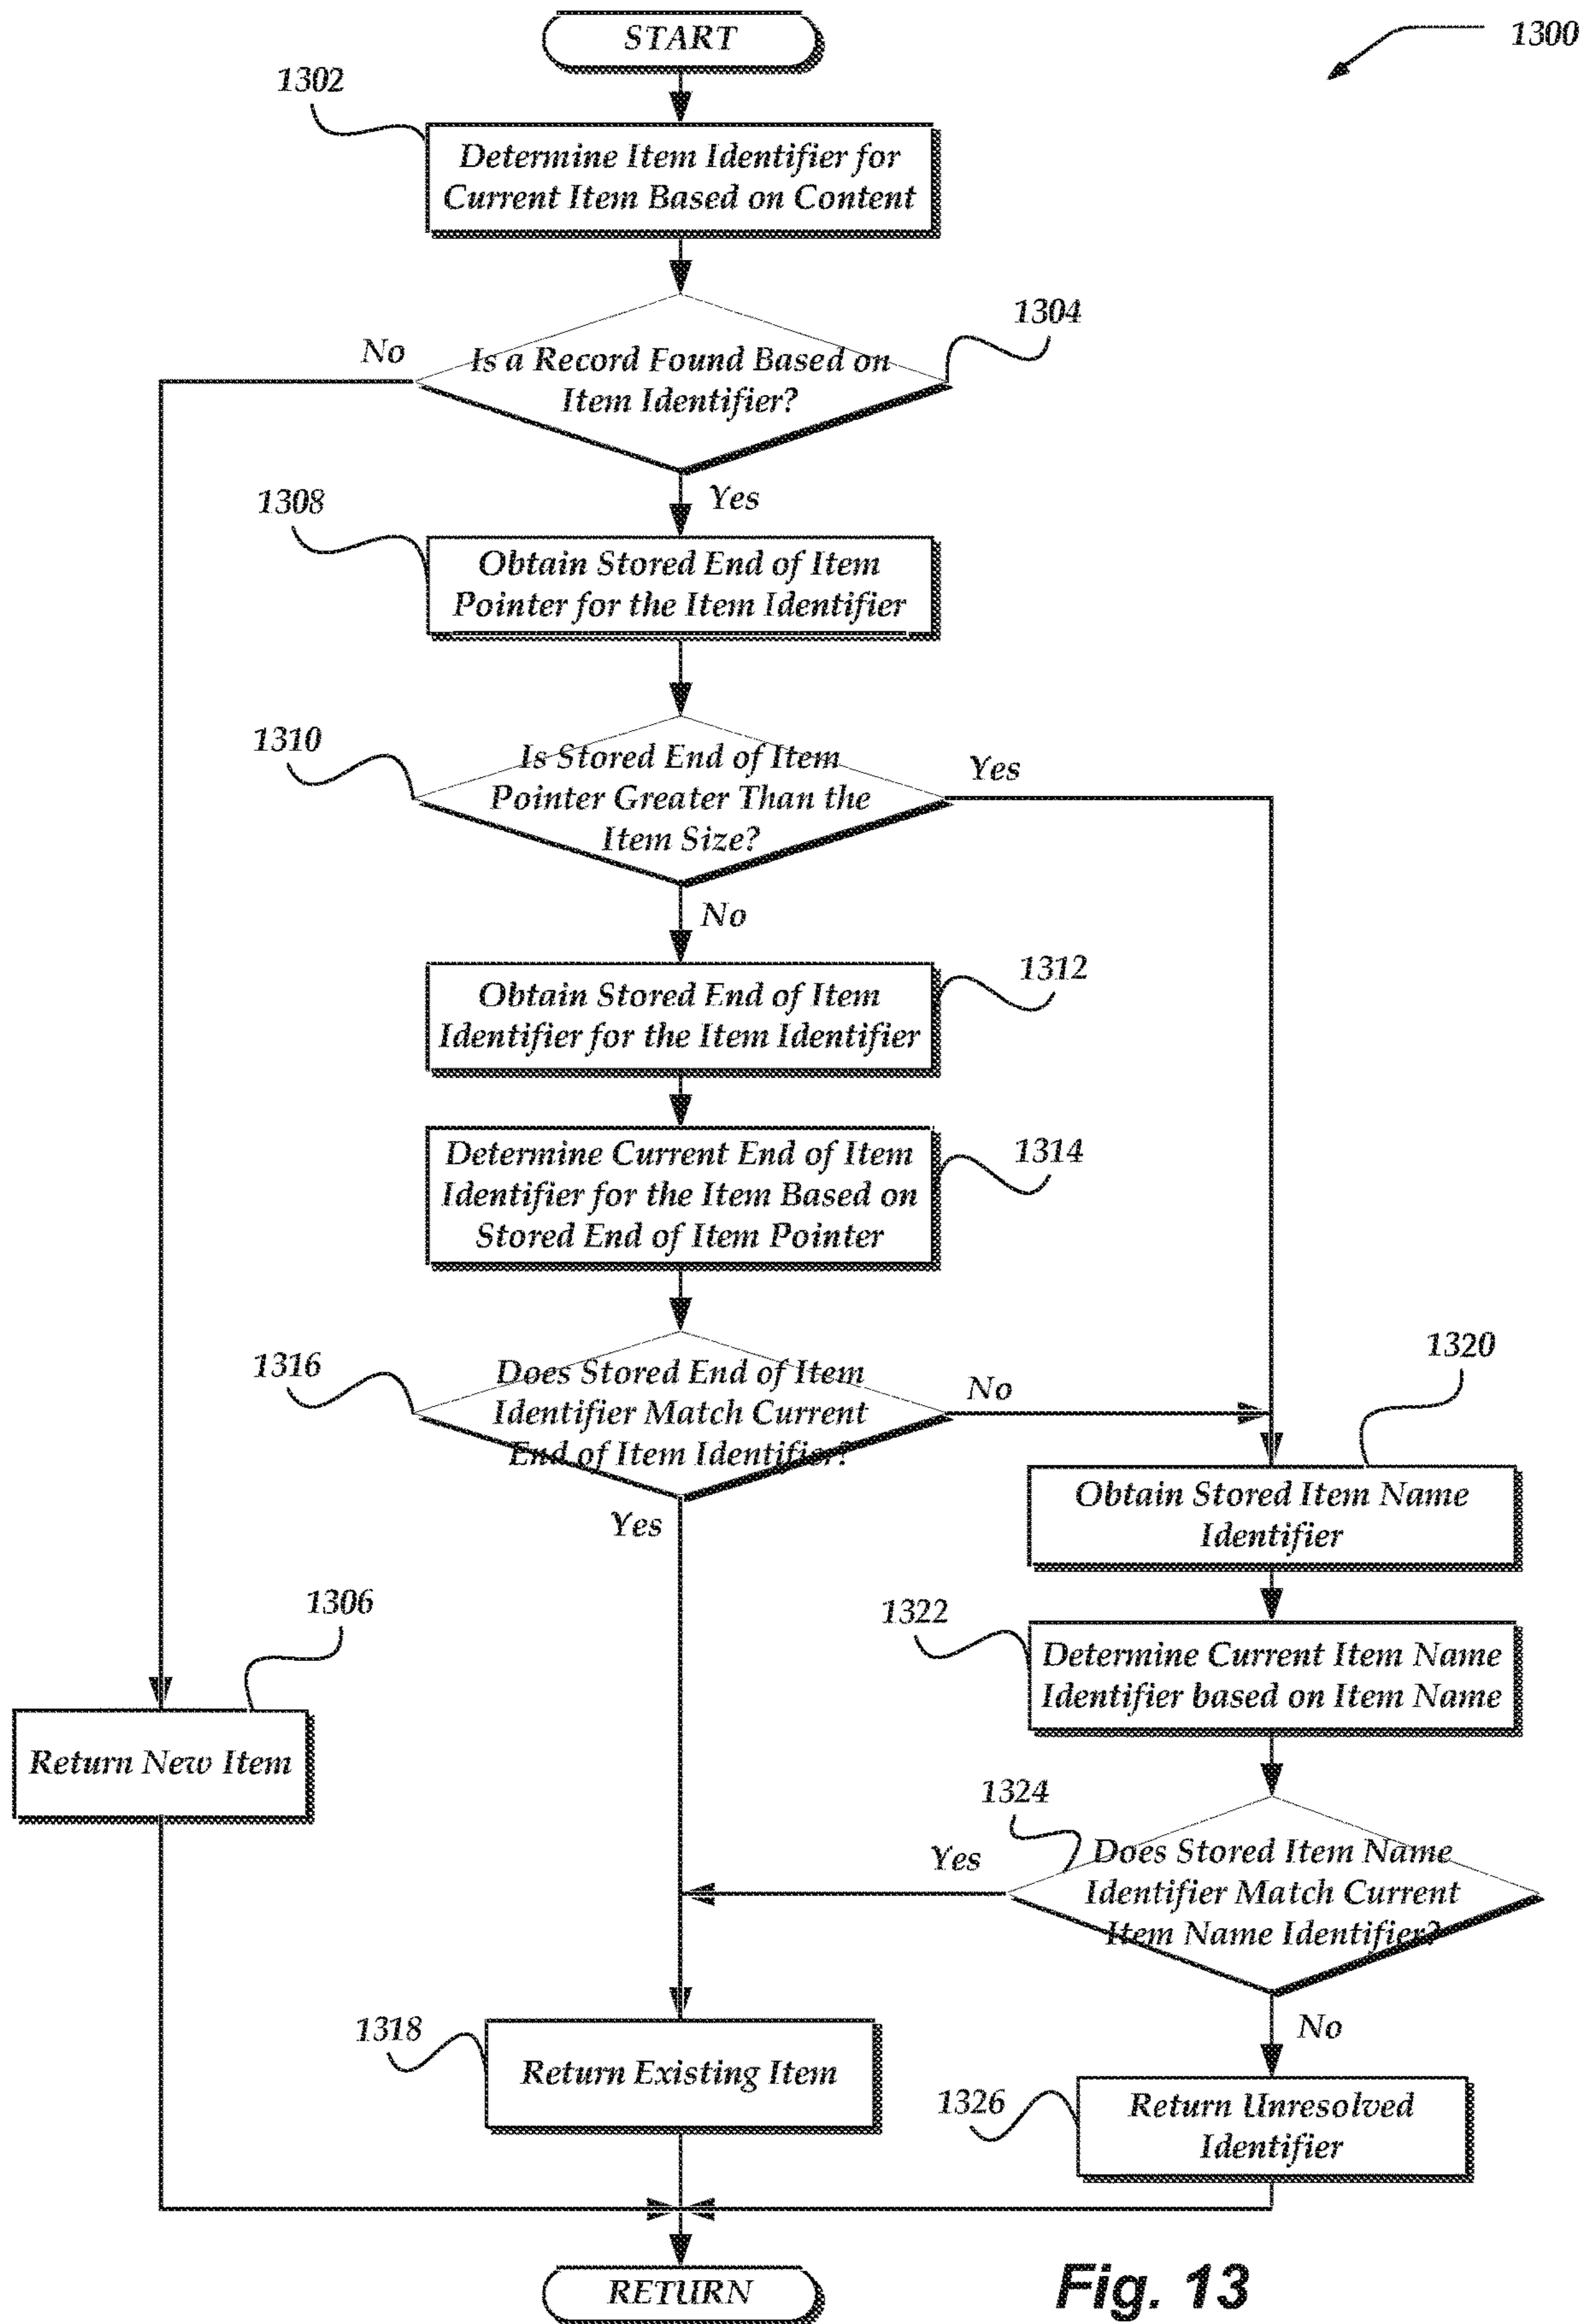 START
1300
1302
Determine Item Identifier for
Current Item Based on Content
1304
No
Is a Record Found Based on
Item Identifier?
Yes
1308
Obtain Stored End of Item
Pointer for the Item Identifier
1310
Is Stored End of Item
Pointer Greater Than the
Item Size?
Yes
No
1312
Obtain Stored End of Item
Identifier for the Item Identifier
1314
Determine Current End of Item
Identifier for the Item Based on
Stored End of Item Pointer
1316
Does Stored End of Item
Identifier Match Current
End of Item Identifier?
No
Yes
1320
Obtain Stored Item Name
Identifier
1306
Return New Item
1322
Determine Current Item Name
Identifier based on Item Name
1324
Yes
Does Stored Item Name
Identifier Match Current
Item Name Identifier?
No
1318
Return Existing Item
1326
Return Unresolved
Identifier
RETURN
Fig. 13